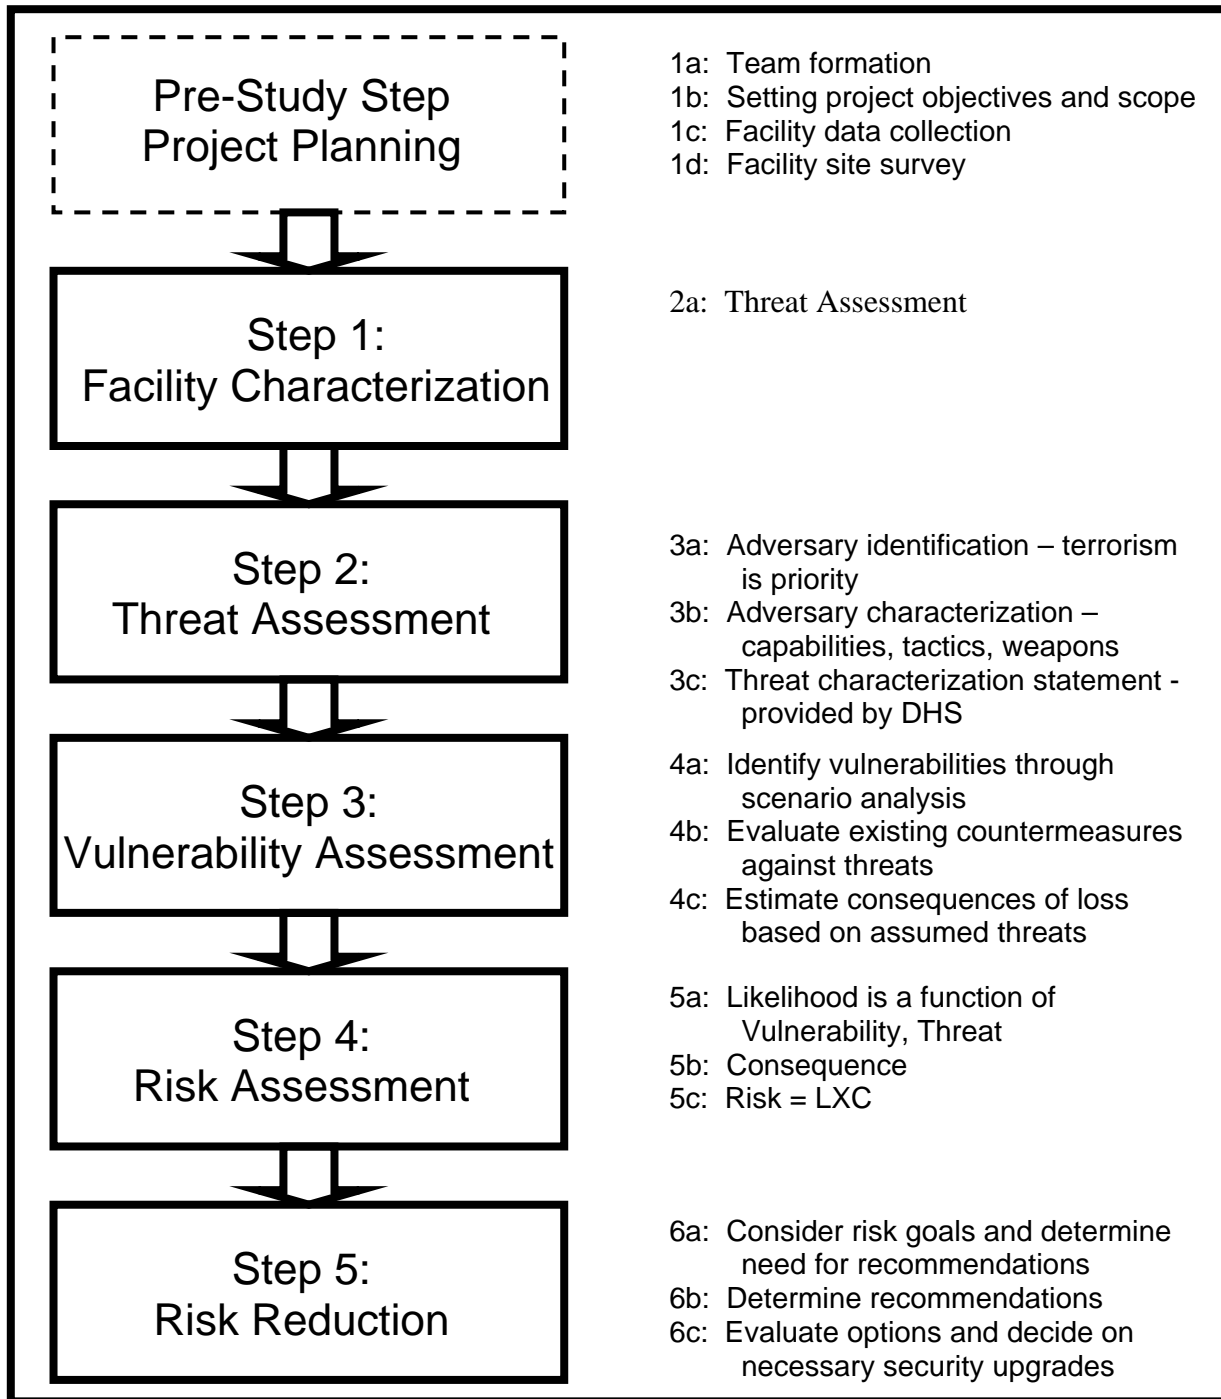 Pre-Study Step
Project Planning
1a: Team formation
1b: Setting project objectives and scope
1c: Facility data collection
1d: Facility site survey
Step 1:
Facility Characterization
2a: Threat Assessment
Step 2:
Threat Assessment
3a: Adversary identification – terrorism
is priority
3b: Adversary characterization –
capabilities, tactics, weapons
3c: Threat characterization statement -
provided by DHS
Step 3:
Vulnerability Assessment
4a: Identify vulnerabilities through
scenario analysis
4b: Evaluate existing countermeasures
against threats
4c: Estimate consequences of loss
based on assumed threats
Step 4:
Risk Assessment
5a: Likelihood is a function of
Vulnerability, Threat
5b: Consequence
5c: Risk = LXC
Step 5:
Risk Reduction
6a: Consider risk goals and determine
need for recommendations
6b: Determine recommendations
6c: Evaluate options and decide on
necessary security upgrades